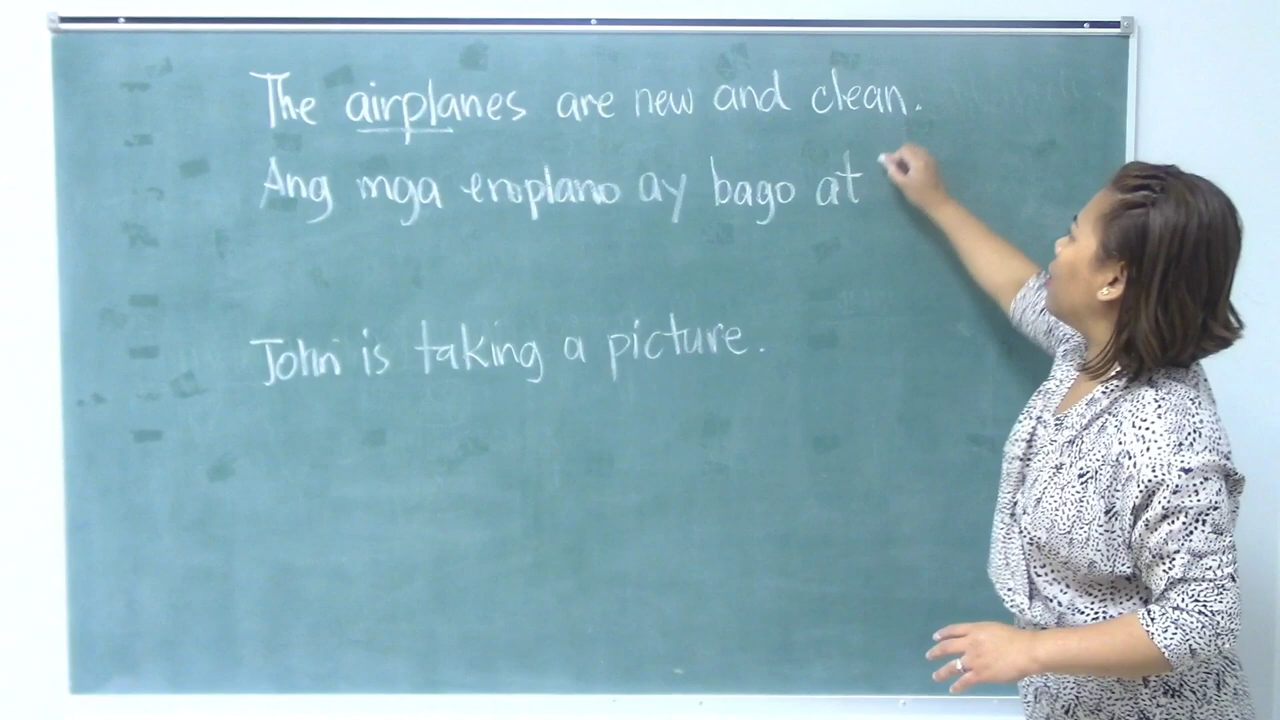 The airplanes are new and clean.
Ang mga eroplano ay bago at
John is taking a picture.